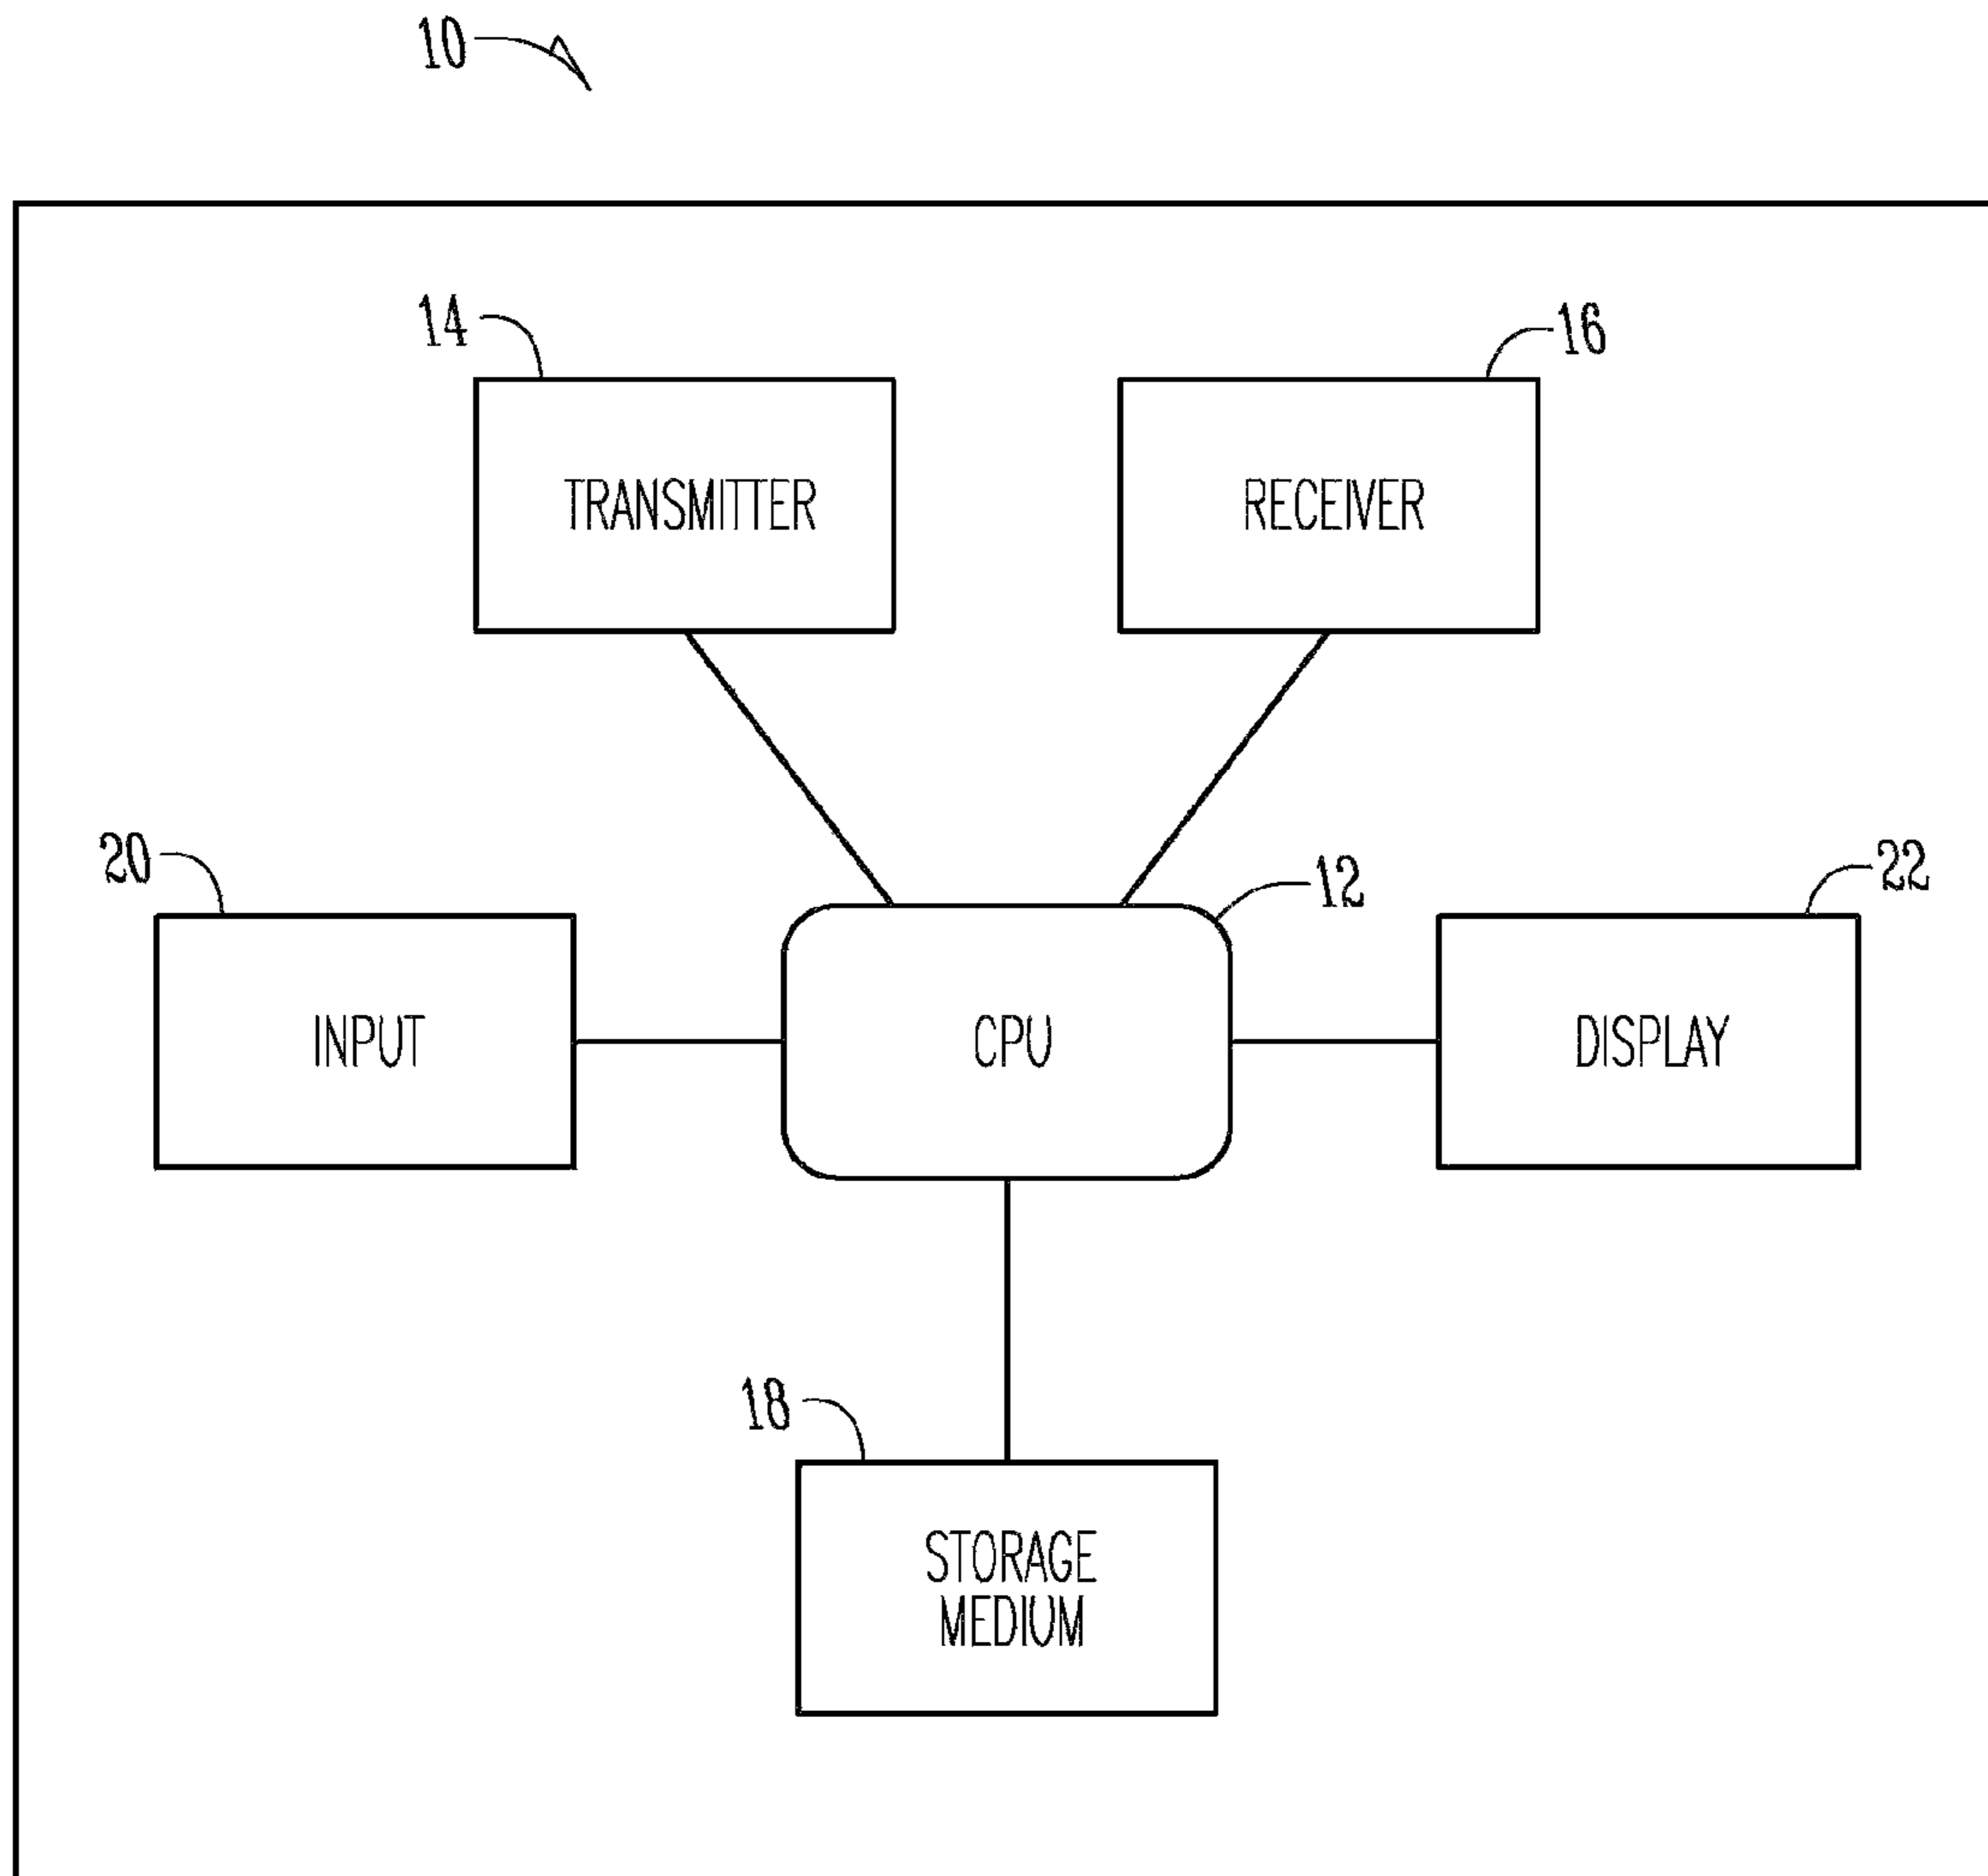 10
14
16
TRANSMITTER
RECEIVER
20
12
22
INPUT
CPU
DISPLAY
18
STORAGE
MEDIUM